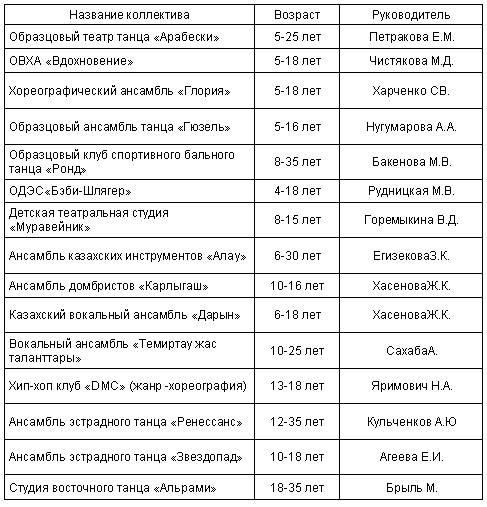 Название коллектива Возраст Руководитель
Образцовый театр танца «Арабески» 5-25 лет Петракова Е.М.
ОВХА «Вдохновение» 5-18 лет Чистякова М.Д.
Хореографический ансамбль «Глория» 5-18 лет Харченко СВ.
Образцовый ансамбль танца «Гюзель» 5-16 лет Нугумарова А.А.
Образцовый клуб спортивного бального
танца «Ронд» 8-35 лет Бакенова М.В.
ОДЭС«Бэби-Шлягер» 4-18 лет Рудницкая М.В.
Детская театральная студия
«Муравейник» 8-15 лет Горемыкина В.Д.
Ансамбль казахских инструментов «Алау» 6-30 лет ЕгизековаЗ.К.
Ансамбль домбристов «Карлыгаш» 10-16 лет ХасеноваЖ.К.
Казахский вокальный ансамбль «Дарын» 6-18 лет ХасеноваЖ.К.
Вокальный ансамбль «Темиртау жас
таланттары» 10-25 лет СахабаА.
Хип-хоп клуб «DMC» (жанр -хореография) 13-18 лет Яримович Н.А.
Ансамбль эстрадного танца «Ренессанс» 12-35 лет Кульченков А.Ю
Ансамбль эстрадного танца «Звездопад» 10-18 лет Агеева Е.И.
Студия восточного танца «Альрами» 18-35 лет Брыль М.